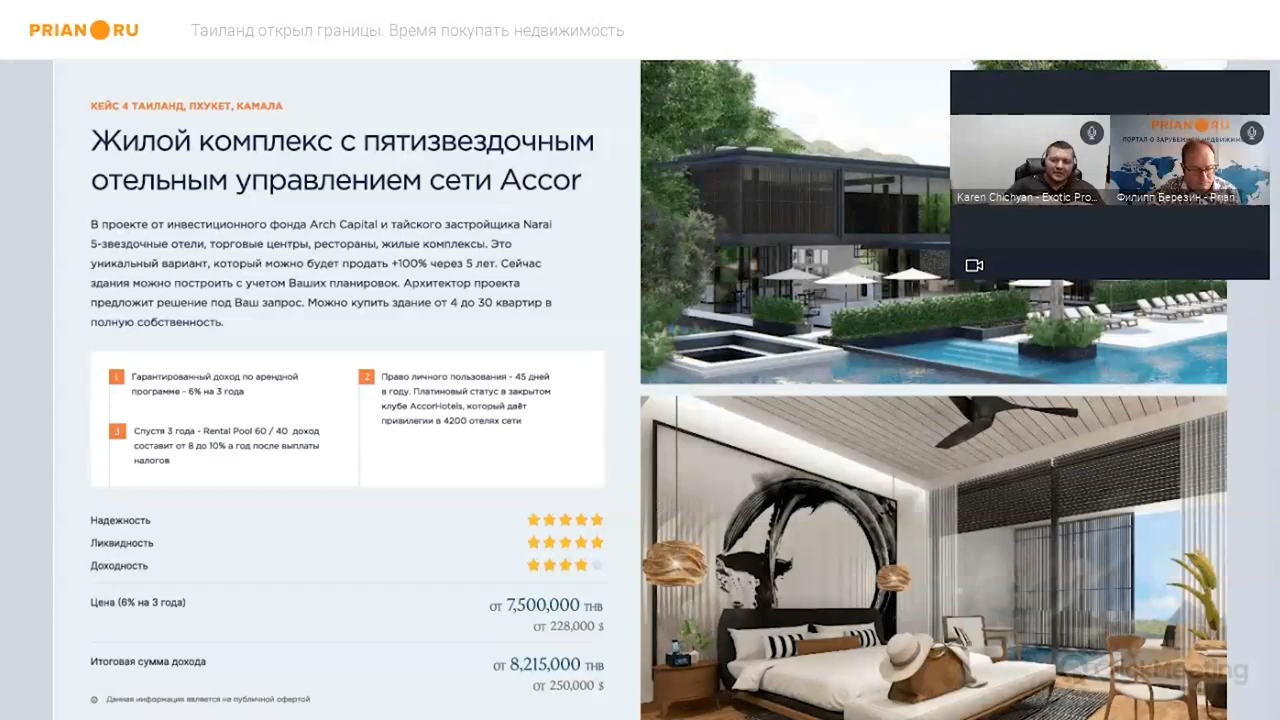 PRIAN RU
Таиланд открыл границы. Время покупать недвижимость
КЕЙС 4 ТАИЛАНД, ПХУКЕТ, КАМАЛА
Жилой комплекс с пятизвездочным
отельным управлением сети Accor
В проекте от инвестиционного фонда Arch Capital и тайского застройщика Narai
5-звездочные отели, торговые центры, рестораны, жилые комплексы. Это
уникальный вариант, который можно будет продать +100% через 5 лет. Сейчас
здания можно построить с учетом Ваших планировок. Архитектор проекта
предложит решение под Ваш запрос. Можно купить здание от 4 до 30 квартир в
полную собственность.
1 Гарантированный доход по арендной
программе - 6% на 3 года
2 Право личного пользования - 45 дней
в году. Платиновый статус в закрытом
клубе AccorHotels, который даёт
привилегии в 4200 отелях сети
3 Спустя 3 года - Rental Pool 60 / 40 доход
составит от 8 до 10% а год после выплаты
налогов
Надежность
Ликвидность
Доходность
Цена (6% на 3 года)
от 7,500,000 THB
от 228,000 $
Итоговая сумма дохода
от 8,215,000 THB
от 250,000 $
Данная информация является не публичной офертой
PRIAN RU
Karen Chichyan - Exotic Pro...
Филипп Березин - Prian.
Meeting